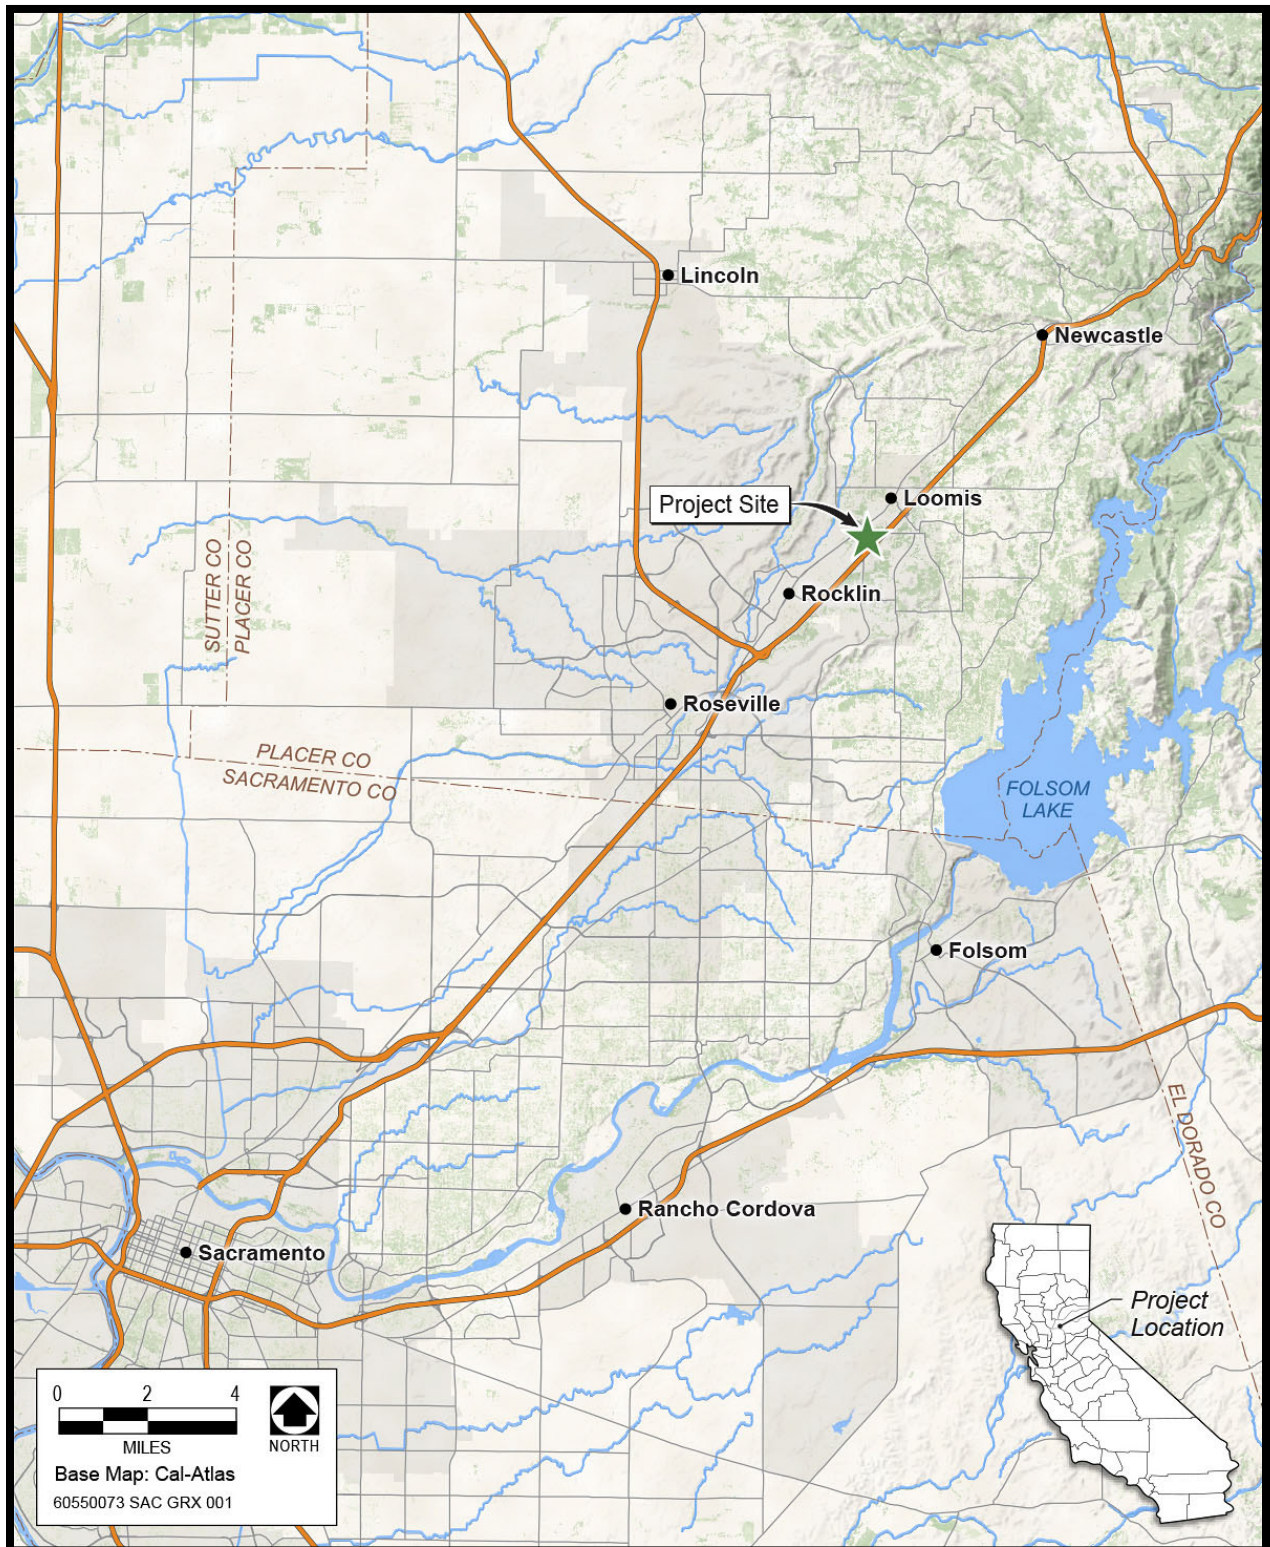 Lincoln
Newcastle
Loomis
Project Site
Rocklin
SUTTER CO
PLACER CO
Roseville
PLACER CO
SACRAMENTO CO
FOLSOM
LAKE
Folsom
EL DORADO CO
Rancho Cordova
Sacramento
Project
Location
0 2 4
MILES
NORTH
Base Map: Cal-Atlas
60550073 SAC GRX 001